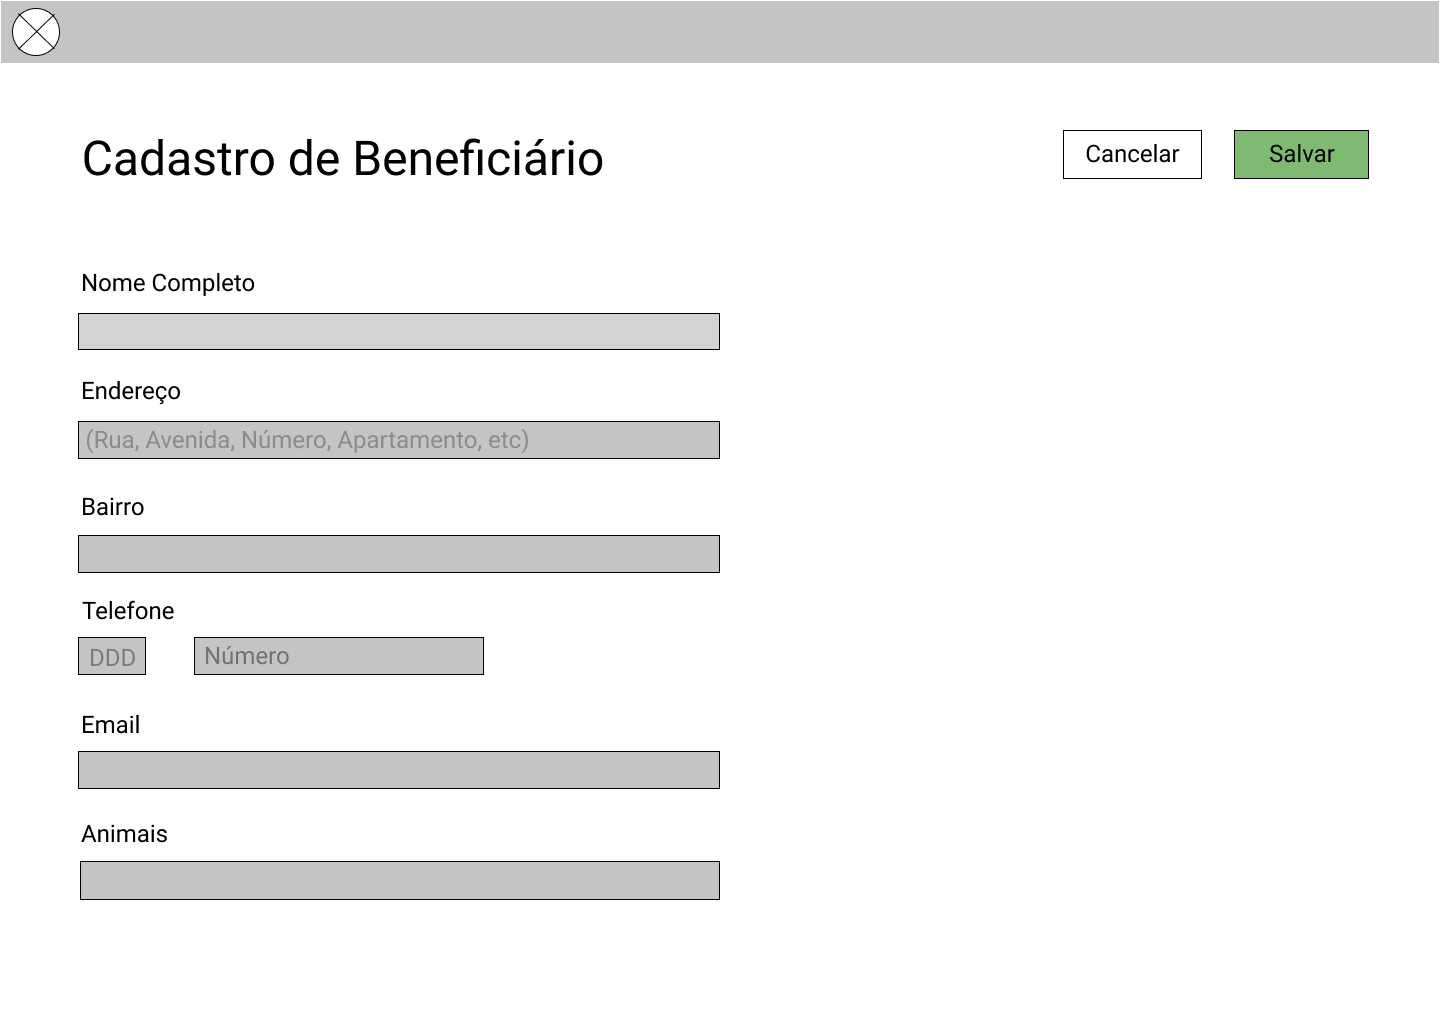 Cadastro de Beneficiário
Cancelar
Salvar
Nome Completo
Endereço
(Rua, Avenida, Número, Apartamento, etc)
Bairro
Telefone
DDD
Número
Email
Animais